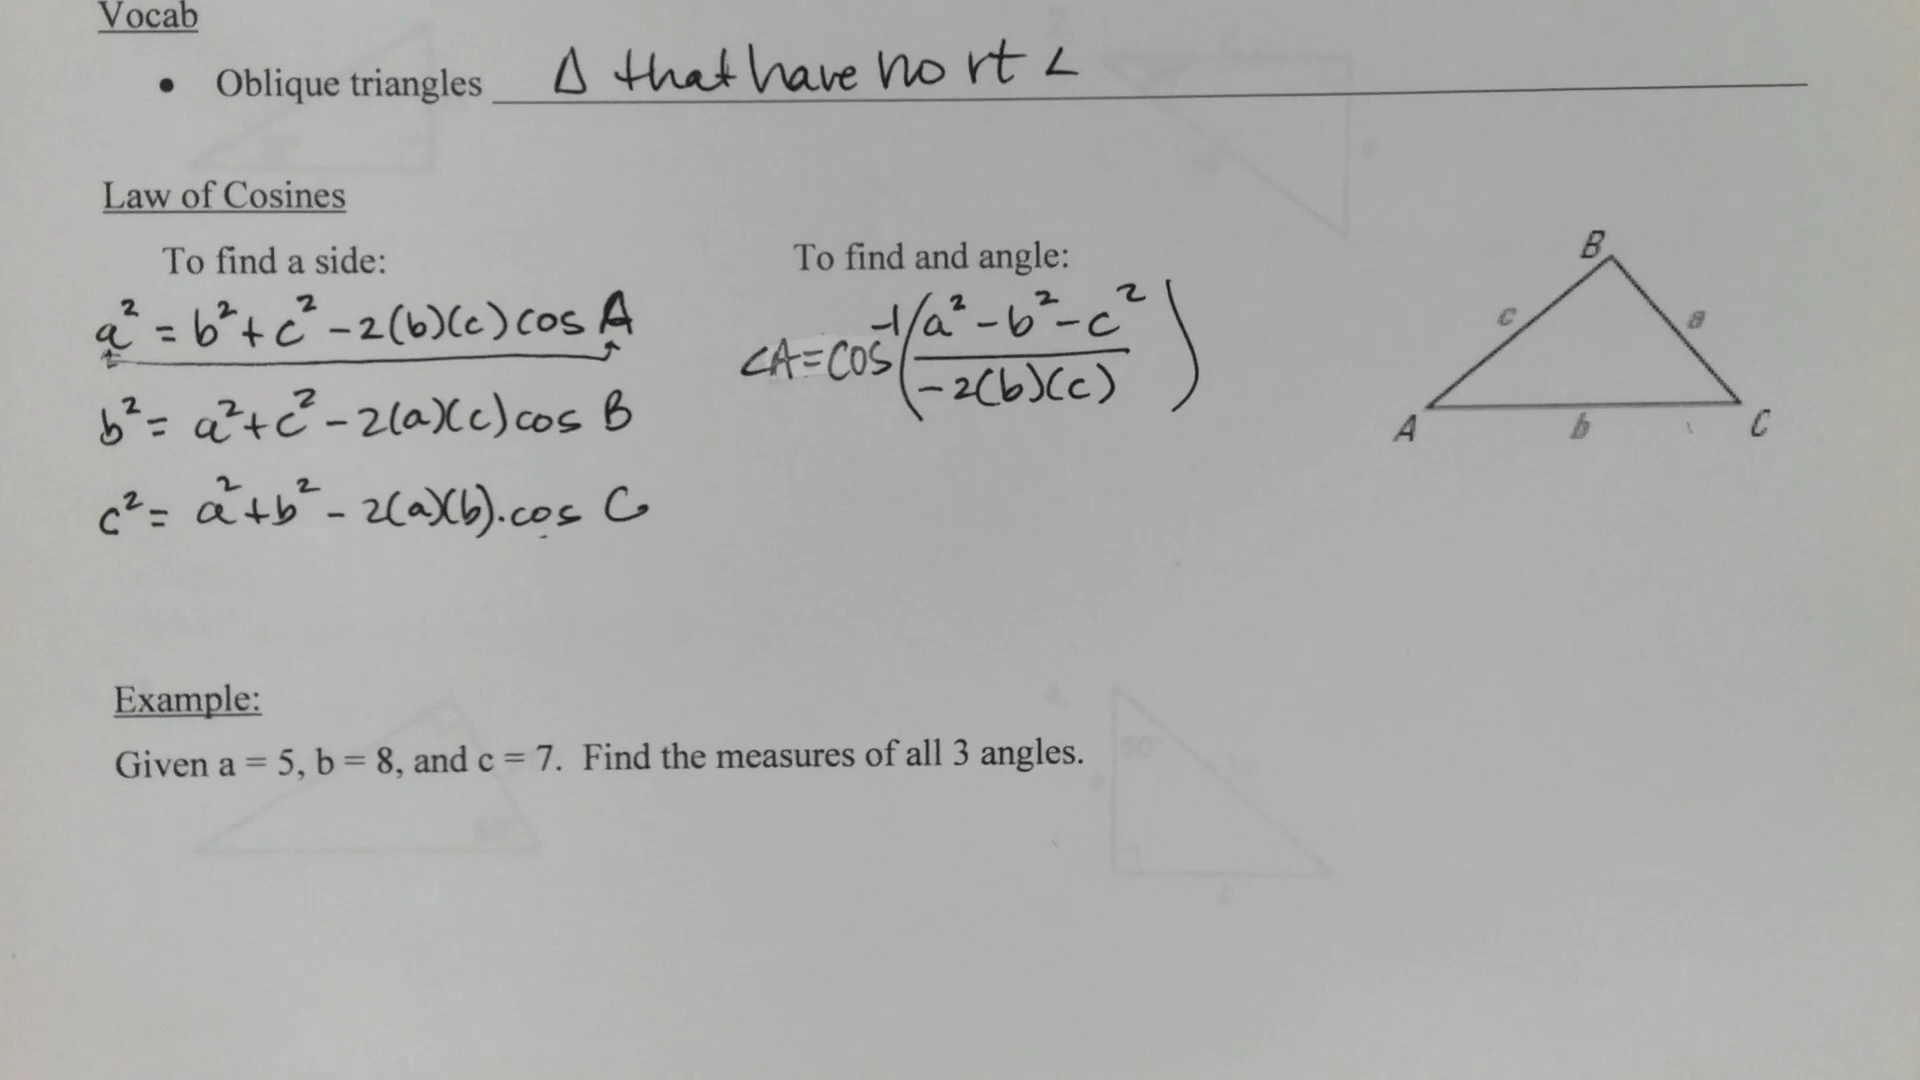 Vocab
• Oblique triangles Δ that have no rt ∠
Law of Cosines
To find a side:
a² = b² + c² - 2(b)(c) cos A
b² = a² + c² - 2(a)(c) cos B
c² = a² + b² - 2(a)(b) · cos C
To find and angle:
∠A = cos⁻¹((a² - b² - c²) / (-2(b)(c)))
B
c
a
A
b
C
Example:
Given a = 5, b = 8, and c = 7. Find the measures of all 3 angles.